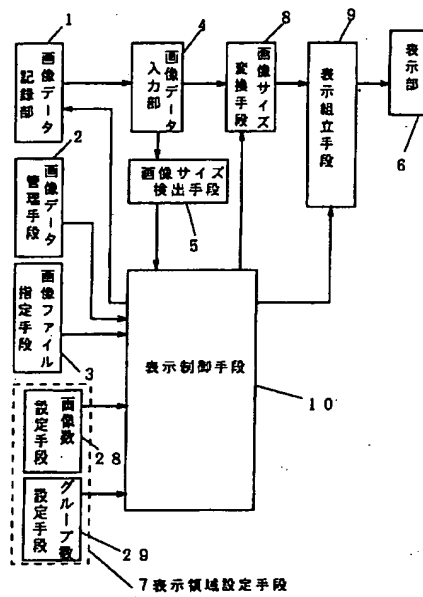 1
画像データ
記録部
2
画像データ
管理手段
画像ファイル
指定手段
3
4
画像データ
入力部
画像サイズ
検出手段
5
8
画像サイズ
変換手段
9
表示組立手段
表示部
6
表示制御手段
10
画像数
設定手段
28
グループ数
設定手段
29
7表示領域設定手段